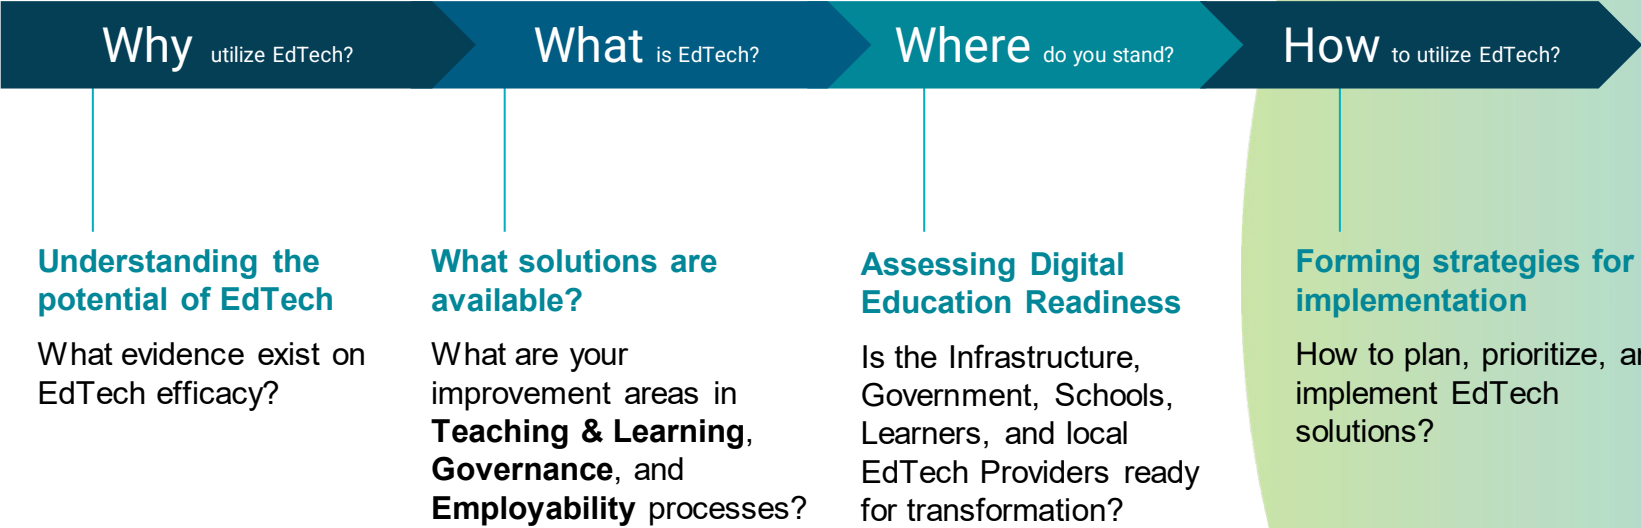 Why utilize EdTech?
What is EdTech?
Where do you stand?
How to utilize EdTech?
Understanding the
potential of EdTech
What evidence exist on
EdTech efficacy?
What solutions are
available?
What are your
improvement areas in
Teaching & Learning,
Governance, and
Employability processes?
Assessing Digital
Education Readiness
Is the Infrastructure,
Government, Schools,
Learners, and local
EdTech Providers ready
for transformation?
Forming strategies for
implementation
How to plan, prioritize,
implement EdTech
solutions?